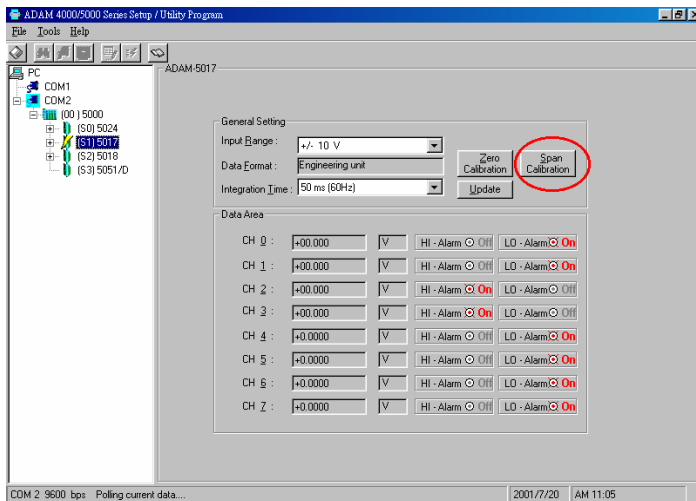 ADAM 4000/5000 Series Setup / Utility Program
File Tools Help
PC
COM1
COM2
(00 ) 5000
(S0) 5024
(S1) 5017
(S2) 5018
(S3) 5051/D
ADAM-5017
General Setting
Input Range : +/- 10 V
Data Format : Engineering unit
Integration Time : 50 ms (60Hz)
Zero Calibration
Span Calibration
Update
Data Area
CH 0 : +00.000 V HI - Alarm Off LO - Alarm On
CH 1 : +00.000 V HI - Alarm Off LO - Alarm On
CH 2 : +00.000 V HI - Alarm On LO - Alarm Off
CH 3 : +00.000 V HI - Alarm On LO - Alarm Off
CH 4 : +0.0000 V HI - Alarm Off LO - Alarm On
CH 5 : +0.0000 V HI - Alarm Off LO - Alarm On
CH 6 : +0.0000 V HI - Alarm Off LO - Alarm On
CH 7 : +0.0000 V HI - Alarm Off LO - Alarm On
COM 2 9600 bps Polling current data.... 2001/7/20 AM 11:05